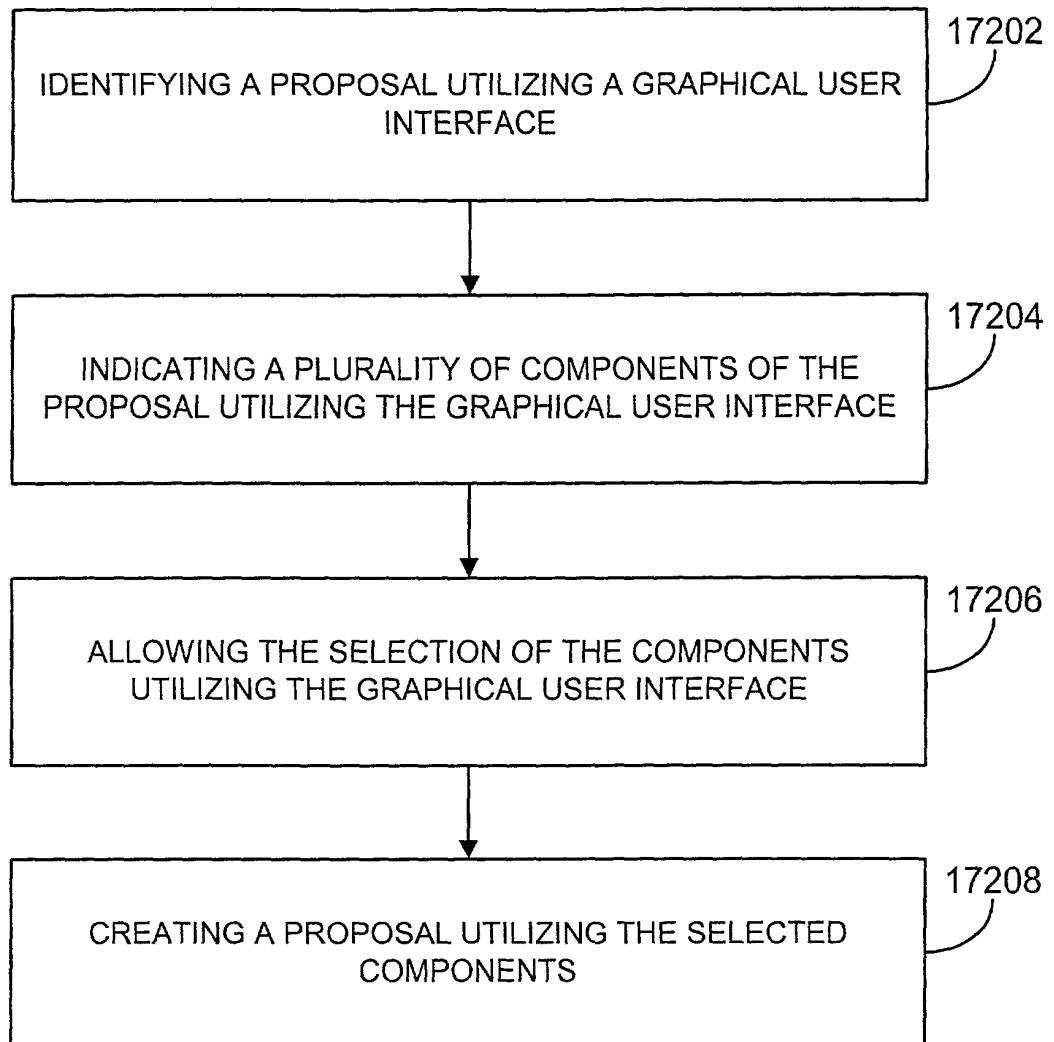 17202
IDENTIFYING A PROPOSAL UTILIZING A GRAPHICAL USER
INTERFACE
17204
INDICATING A PLURALITY OF COMPONENTS OF THE
PROPOSAL UTILIZING THE GRAPHICAL USER INTERFACE
17206
ALLOWING THE SELECTION OF THE COMPONENTS
UTILIZING THE GRAPHICAL USER INTERFACE
17208
CREATING A PROPOSAL UTILIZING THE SELECTED
COMPONENTS